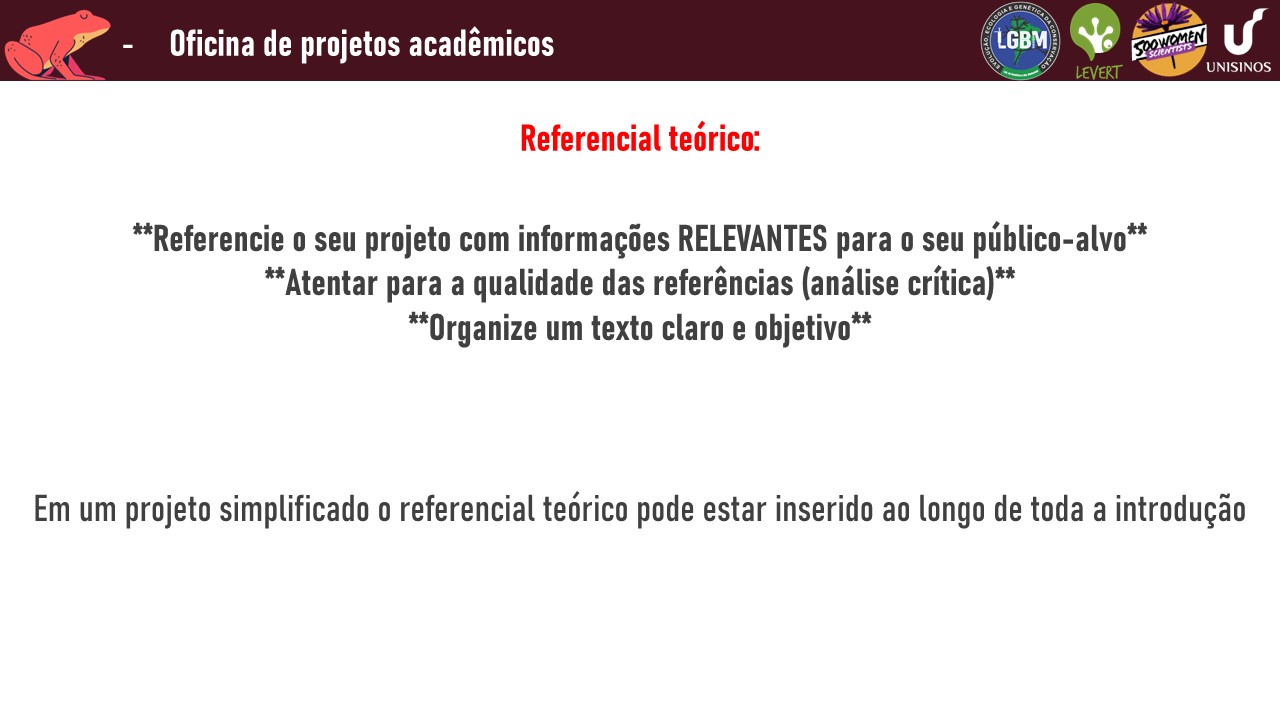 - Oficina de projetos acadêmicos
EVOLUÇÃO, ECOLOGIA E GENÉTICA DA CONSERVAÇÃO
LGBM
LEVERT
500 WOMEN
SCIENTISTS
UNISINOS
Referencial teórico:
**Referencie o seu projeto com informações RELEVANTES para o seu público-alvo**
**Atentar para a qualidade das referências (análise crítica)**
**Organize um texto claro e objetivo**
Em um projeto simplificado o referencial teórico pode estar inserido ao longo de toda a introdução